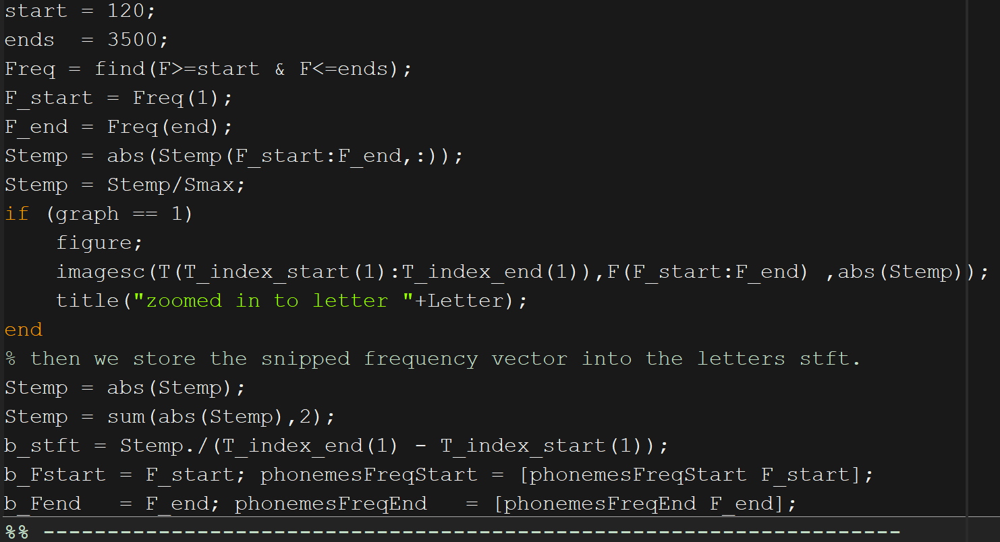 start = 120;
ends  = 3500;
Freq = find(F>=start & F<=ends);
F_start = Freq(1);
F_end = Freq(end);
Stemp = abs(Stemp(F_start:F_end,:));
Stemp = Stemp/Smax;
if (graph == 1)
    figure;
    imagesc(T(T_index_start(1):T_index_end(1)),F(F_start:F_end) ,abs(Stemp));
    title("zoomed in to letter "+Letter);
end
% then we store the snipped frequency vector into the letters stft.
Stemp = abs(Stemp);
Stemp = sum(abs(Stemp),2);
b_stft = Stemp./(T_index_end(1) - T_index_start(1));
b_Fstart = F_start; phonemesFreqStart = [phonemesFreqStart F_start];
b_Fend   = F_end; phonemesFreqEnd   = [phonemesFreqEnd F_end];
%% -------------------------------------------------------------------